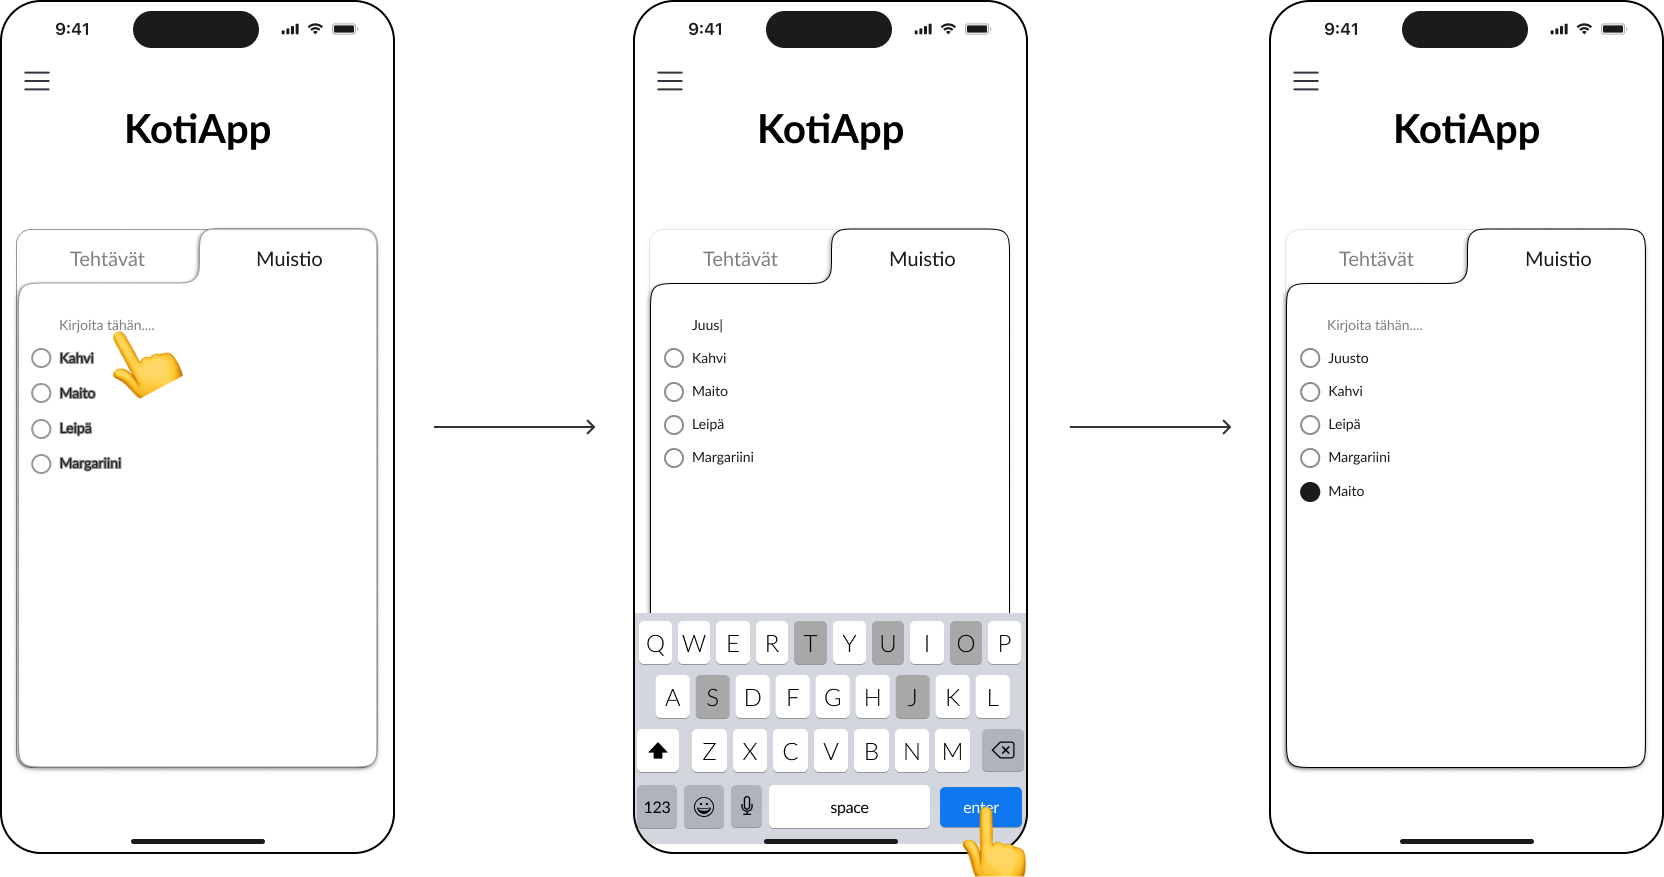 9:41
KotiApp
Tehtävät Muistio
Kirjoita tähän....
Kahvi
Maito
Leipä
Margariini
9:41
KotiApp
Tehtävät Muistio
Juus|
Kahvi
Maito
Leipä
Margariini
Q W E R T Y U I O P
A S D F G H J K L
Z X C V B N M
123 space enter
9:41
KotiApp
Tehtävät Muistio
Kirjoita tähän....
Juusto
Kahvi
Leipä
Margariini
Maito